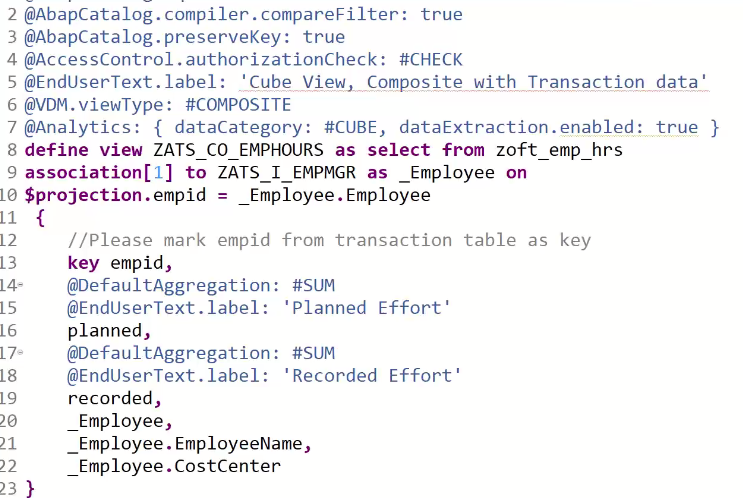 2 @AbapCatalog.compiler.compareFilter: true
3 @AbapCatalog.preserveKey: true
4 @AccessControl.authorizationCheck: #CHECK
5 @EndUserText.label: 'Cube View, Composite with Transaction data'
6 @VDM.viewType: #COMPOSITE
7 @Analytics: { dataCategory: #CUBE, dataExtraction.enabled: true }
8 define view ZATS_CO_EMPHOURS as select from zoft_emp_hrs
9 association[1] to ZATS_I_EMPMGR as _Employee on
10 $projection.empid = _Employee.Employee
11 {
12 //Please mark empid from transaction table as key
13 key empid,
14 @DefaultAggregation: #SUM
15 @EndUserText.label: 'Planned Effort'
16 planned,
17 @DefaultAggregation: #SUM
18 @EndUserText.label: 'Recorded Effort'
19 recorded,
20 _Employee,
21 _Employee.EmployeeName,
22 _Employee.CostCenter
23 }